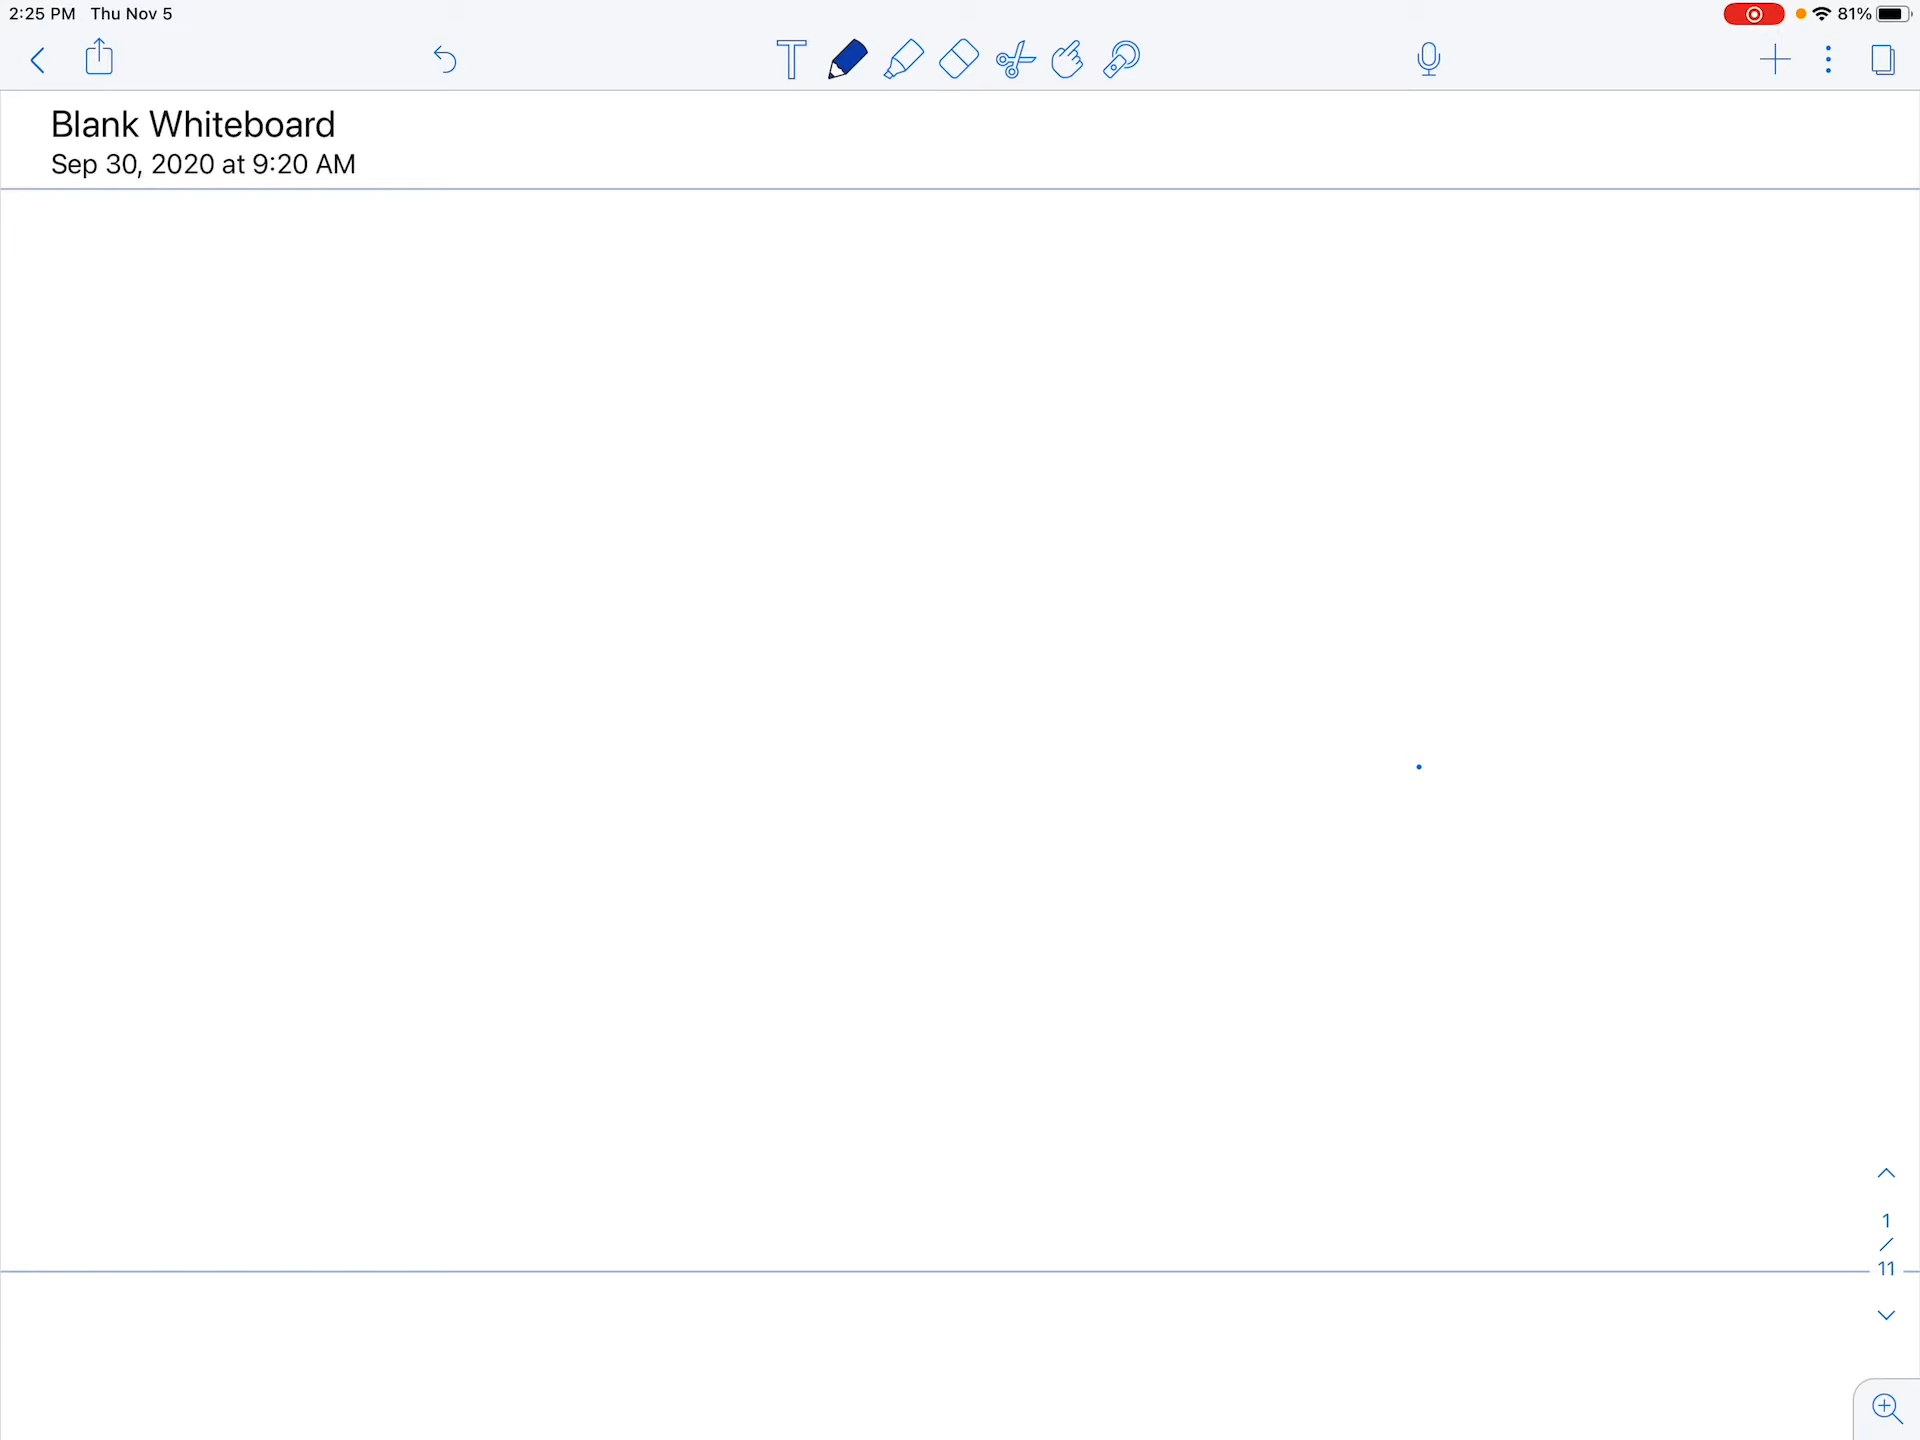 2:25 PM Thu Nov 5
81%
T
Blank Whiteboard
Sep 30, 2020 at 9:20 AM
1
/
11